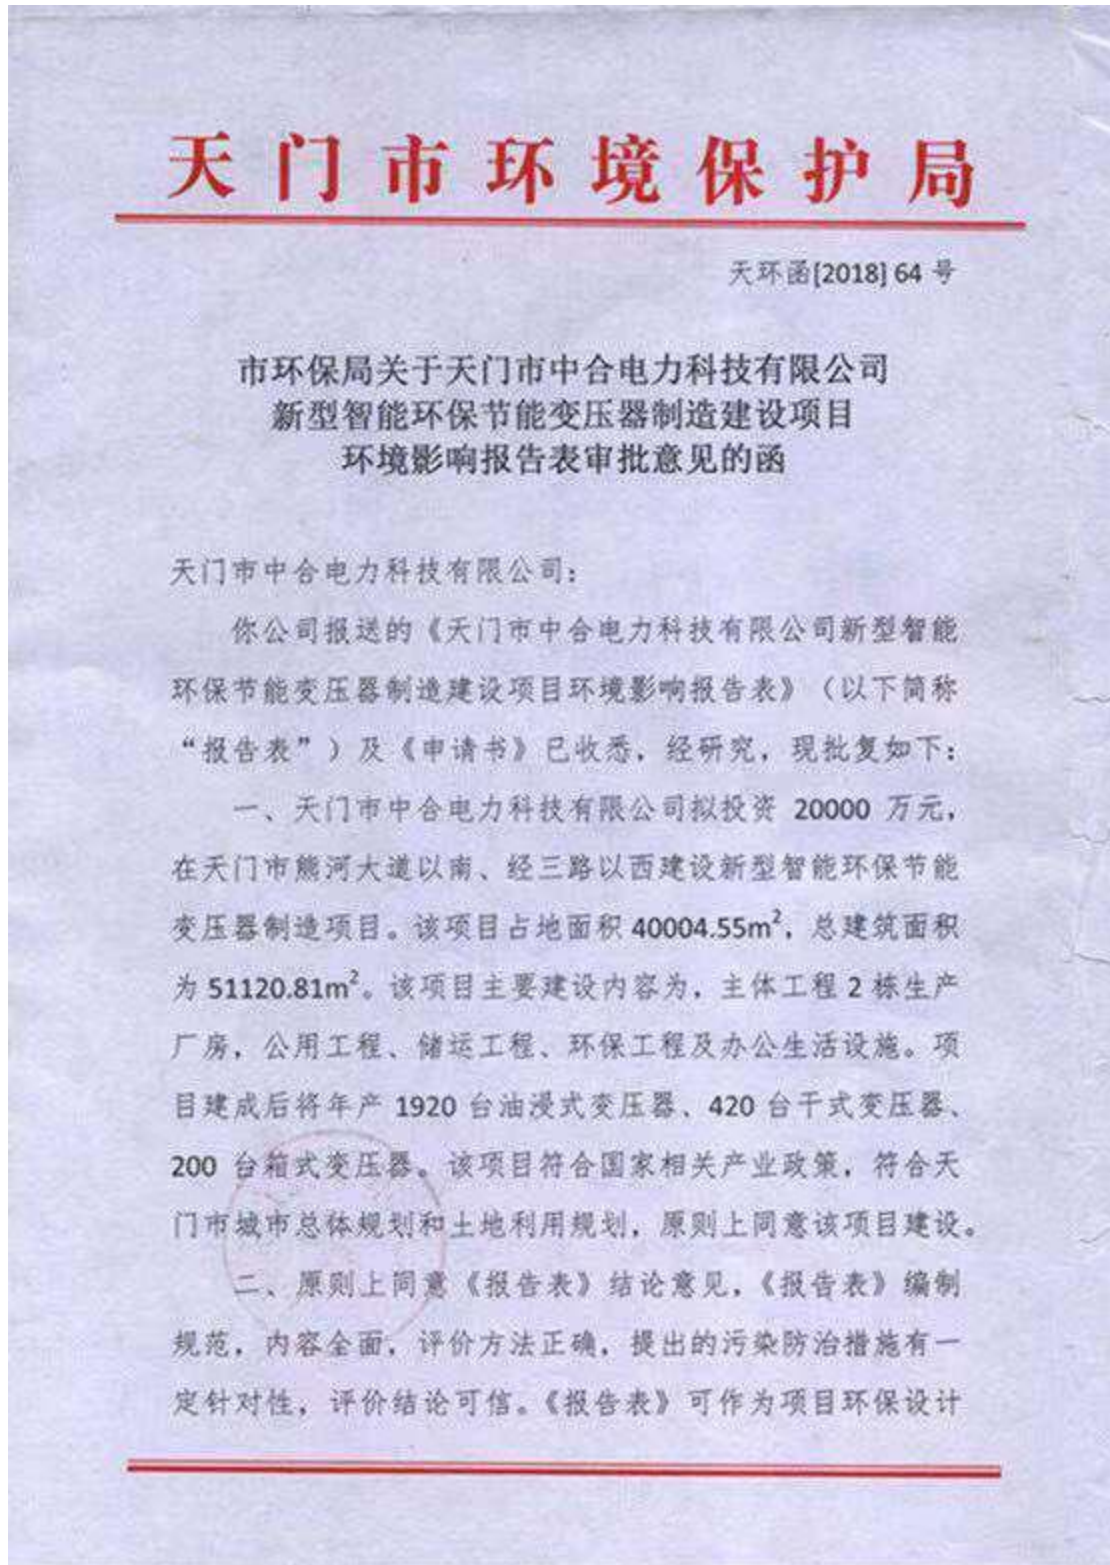 天门市环境保护局
天环函[2018] 64 号
市环保局关于天门市中合电力科技有限公司
新型智能环保节能变压器制造建设项目
环境影响报告表审批意见的函
天门市中合电力科技有限公司：
你公司报送的《天门市中合电力科技有限公司新型智能
环保节能变压器制造建设项目环境影响报告表》（以下简称
“报告表”）及《申请书》已收悉，经研究，现批复如下：
一、天门市中合电力科技有限公司拟投资 20000 万元，
在天门市熊河大道以南、经三路以西建设新型智能环保节能
变压器制造项目。该项目占地面积 40004.55m²，总建筑面积
为 51120.81m²。该项目主要建设内容为，主体工程 2 栋生产
厂房，公用工程、储运工程、环保工程及办公生活设施。项
目建成后将年产 1920 台油浸式变压器、420 台干式变压器、
200 台箱式变压器。该项目符合国家相关产业政策，符合天
门市城市总体规划和土地利用规划，原则上同意该项目建设。
二、原则上同意《报告表》结论意见，《报告表》编制
规范，内容全面，评价方法正确，提出的污染防治措施有一
定针对性，评价结论可信。《报告表》可作为项目环保设计